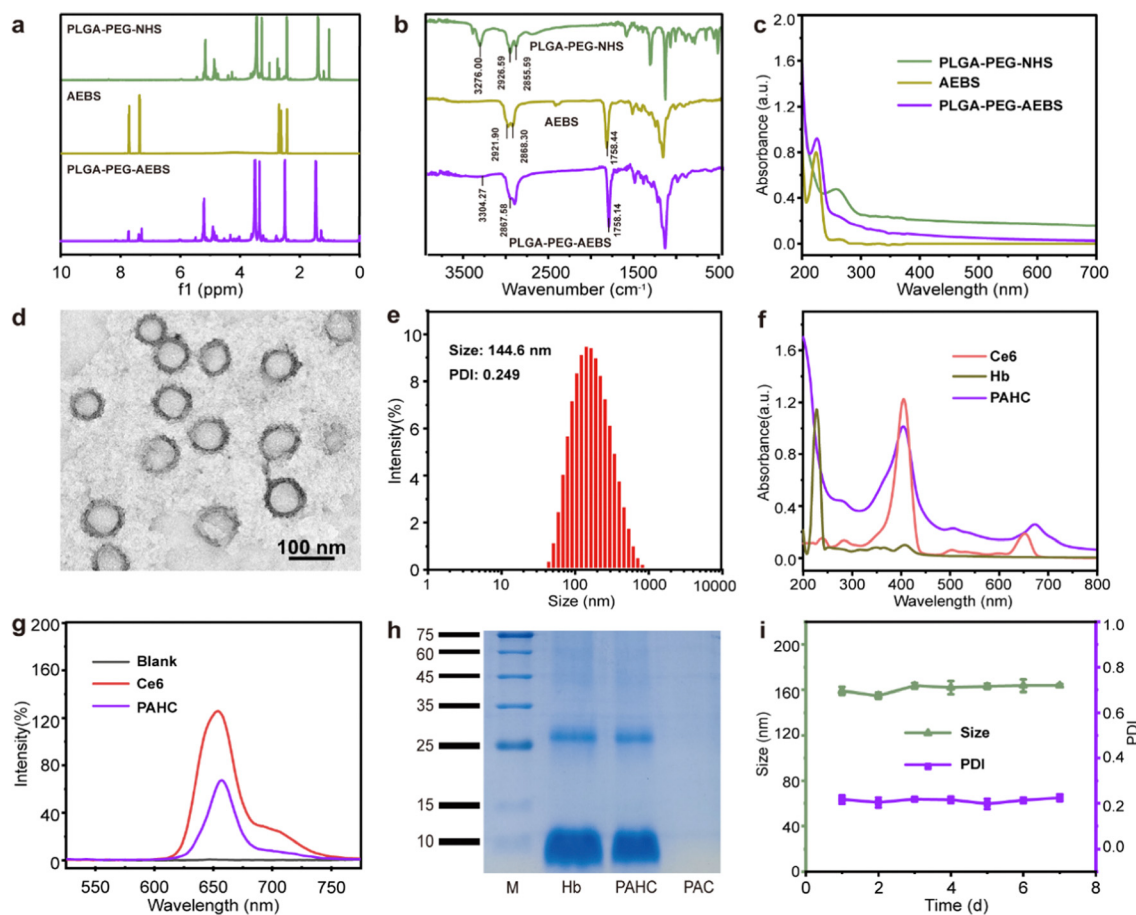 a
PLGA-PEG-NHS
AEBS
PLGA-PEG-AEBS
10 8 6 4 2 0
f1 (ppm)
b
PLGA-PEG-NHS
3276.00
2926.59
2855.59
AEBS
2921.90
2868.30
1758.44
3304.27
2867.58
1758.14
PLGA-PEG-AEBS
3500 2500 1500 500
Wavenumber (cm⁻¹)
c
Absorbance (a.u.)
2.0
1.6
1.2
0.8
0.4
0.0
PLGA-PEG-NHS
AEBS
PLGA-PEG-AEBS
200 300 400 500 600 700
Wavelength (nm)
d
100 nm
e
Intensity(%)
10
8
6
4
2
0
Size: 144.6 nm
PDI: 0.249
1 10 100 1000 10000
Size (nm)
f
Absorbance(a.u.)
1.6
1.2
0.8
0.4
0.0
Ce6
Hb
PAHC
200 300 400 500 600 700 800
Wavelength (nm)
g
Intensity(%)
200
160
120
80
40
0
Blank
Ce6
PAHC
550 600 650 700 750
Wavelength (nm)
h
75
60
45
35
25
15
10
M Hb PAHC PAC
i
Size (nm)
200
160
120
80
40
0
Size
PDI
1.0
0.8
0.6
0.4
0.2
0.0
PDI
0 2 4 6 8
Time (d)